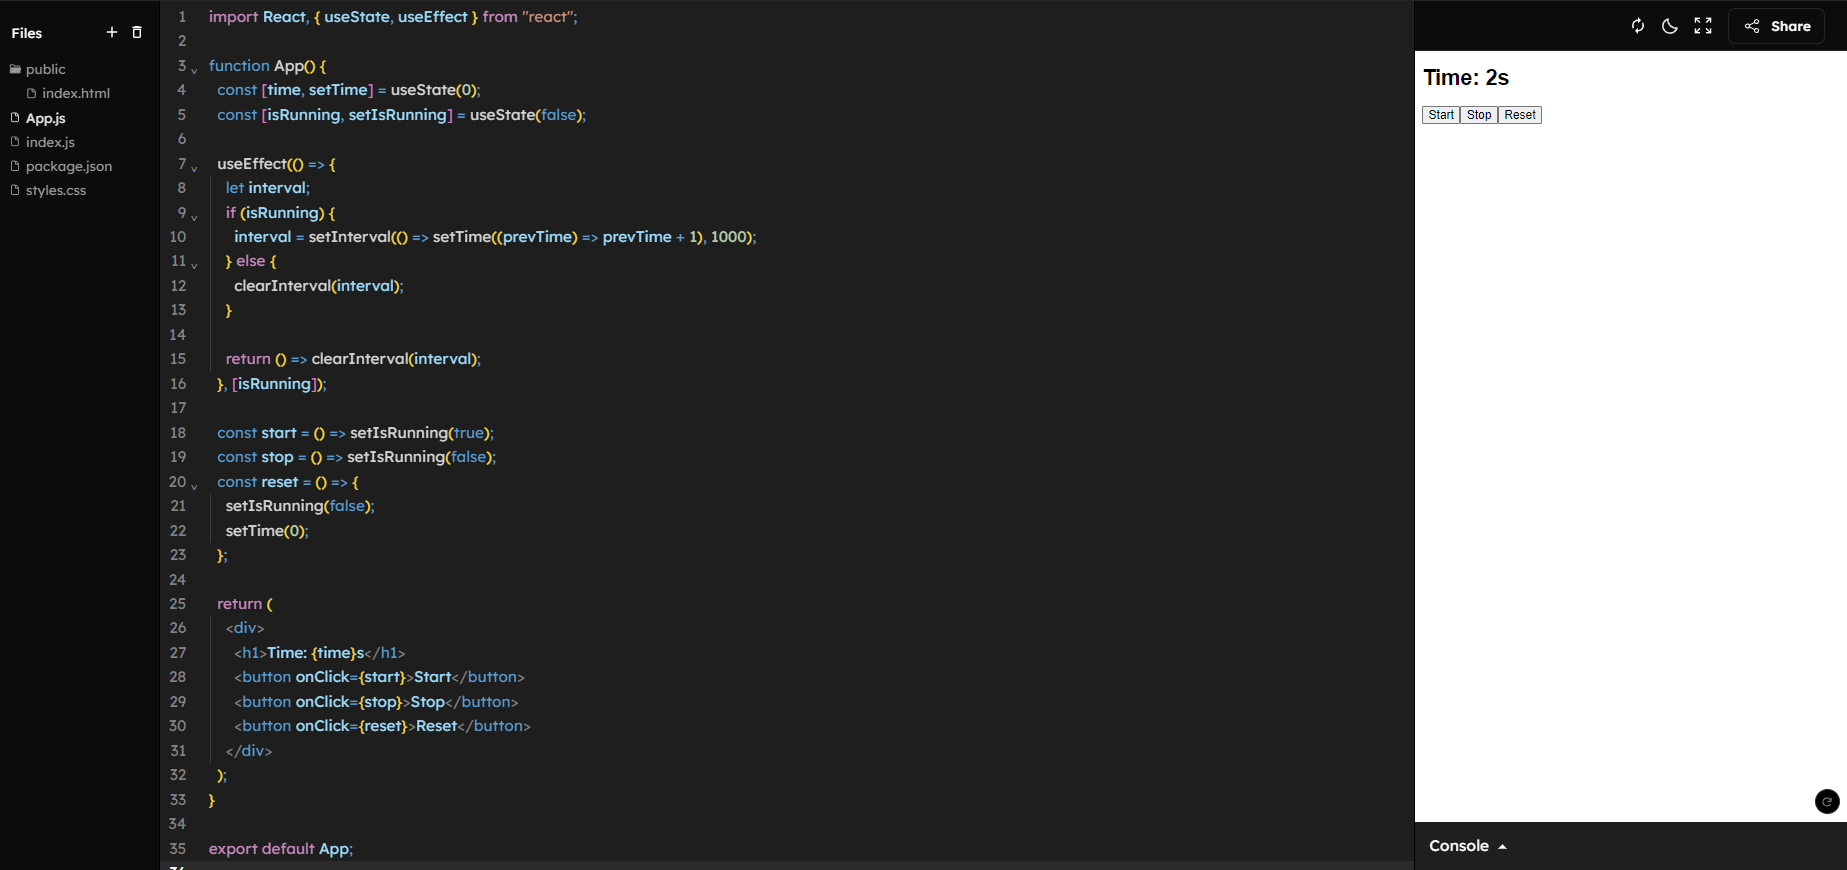 Files
public
index.html
App.js
index.js
package.json
styles.css
1 import React, { useState, useEffect } from "react";
2
3 function App() {
4 const [time, setTime] = useState(0);
5 const [isRunning, setIsRunning] = useState(false);
6
7 useEffect(() => {
8 let interval;
9 if (isRunning) {
10 interval = setInterval(() => setTime((prevTime) => prevTime + 1), 1000);
11 } else {
12 clearInterval(interval);
13 }
14
15 return () => clearInterval(interval);
16 }, [isRunning]);
17
18 const start = () => setIsRunning(true);
19 const stop = () => setIsRunning(false);
20 const reset = () => {
21 setIsRunning(false);
22 setTime(0);
23 };
24
25 return (
26 <div>
27 <h1>Time: {time}s</h1>
28 <button onClick={start}>Start</button>
29 <button onClick={stop}>Stop</button>
30 <button onClick={reset}>Reset</button>
31 </div>
32 );
33 }
34
35 export default App;
Share
Time: 2s
Start Stop Reset
Console